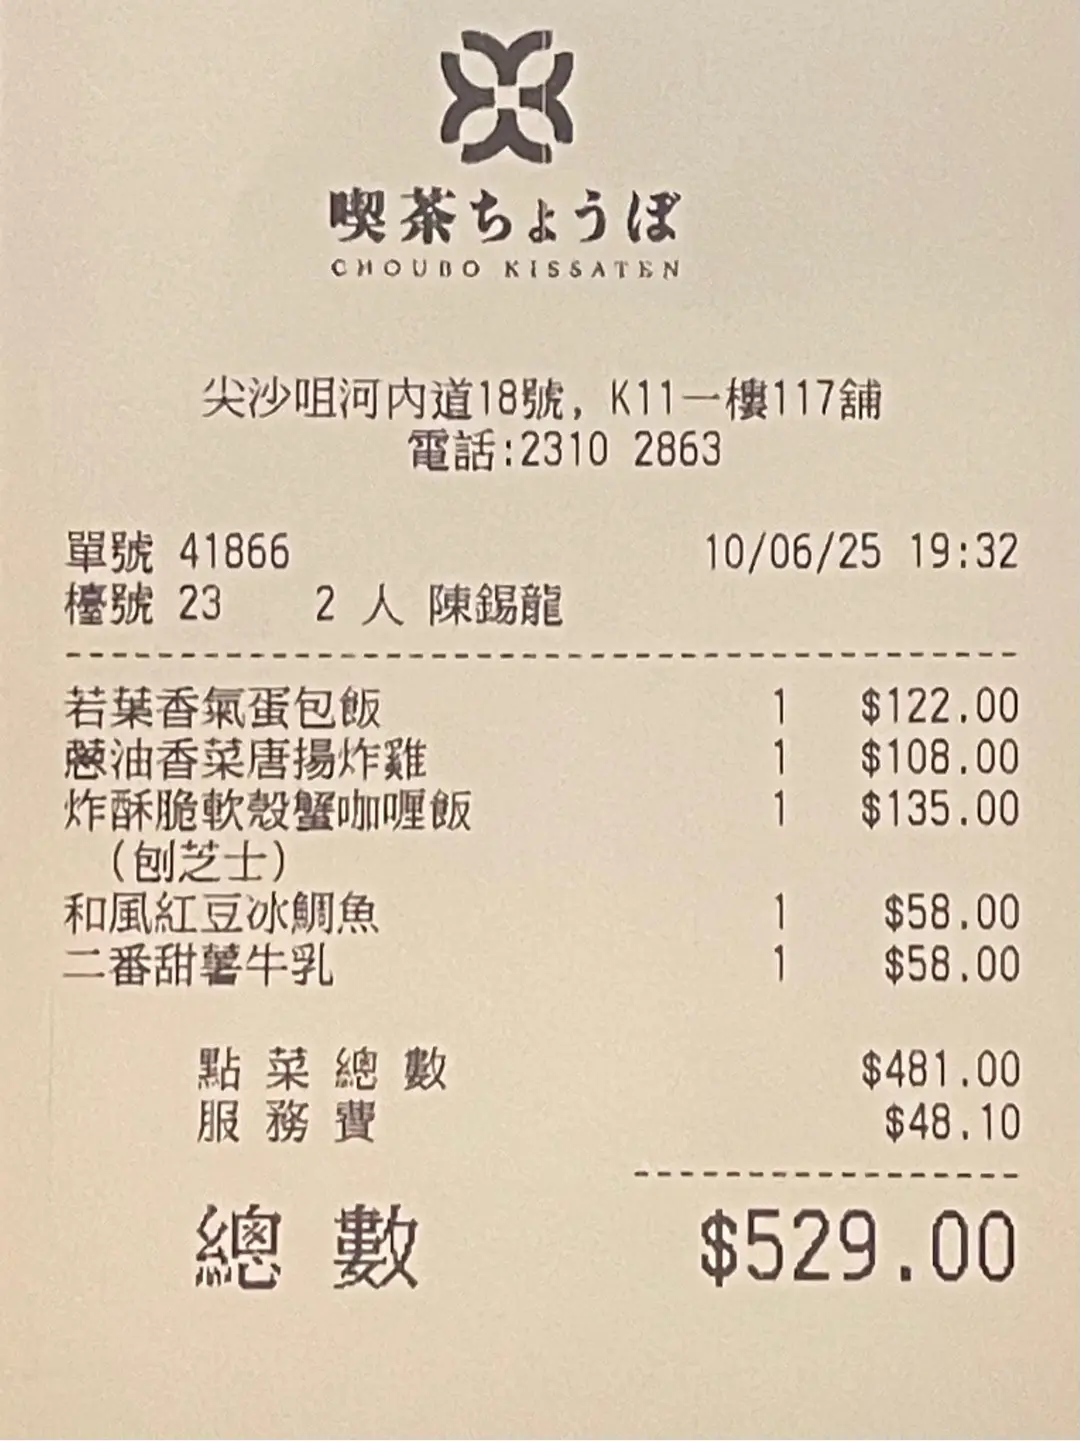 喫茶ちょうぼ
CHOUBO KISSATEN
尖沙咀河內道18號, K11一樓117舖
電話:2310 2863
單號 41866 10/06/25 19:32
檯號 23 2 人 陳錫龍
若葉香氣蛋包飯 1 $122.00
蔥油香菜唐揚炸雞 1 $108.00
炸酥脆軟殼蟹咖喱飯 1 $135.00
(刨芝士)
和風紅豆冰鯛魚 1 $58.00
二番甜薯牛乳 1 $58.00
點菜總數 $481.00
服務費 $48.10
總數 $529.00